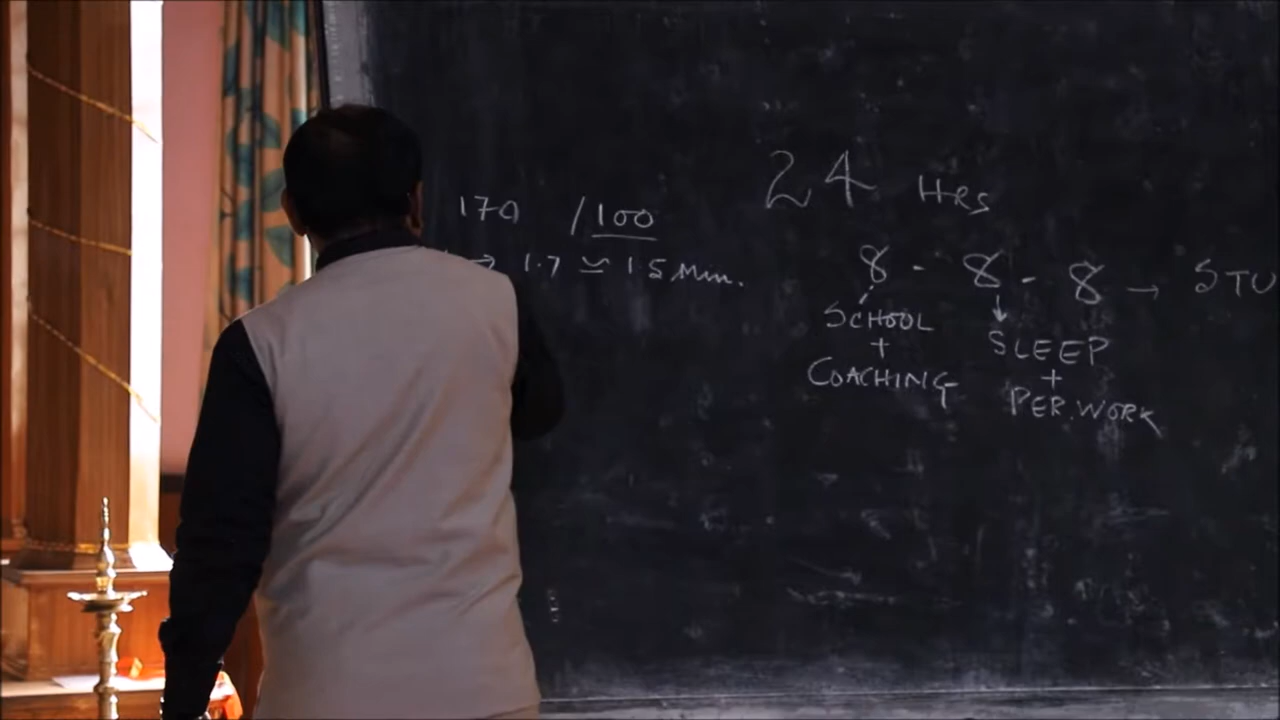 170 /100
→ 1.7 ≃ 1.5 Min.
24 HRS
8 - 8 - 8 → STU
SCHOOL
+
COACHING
SLEEP
+
PER.WORK